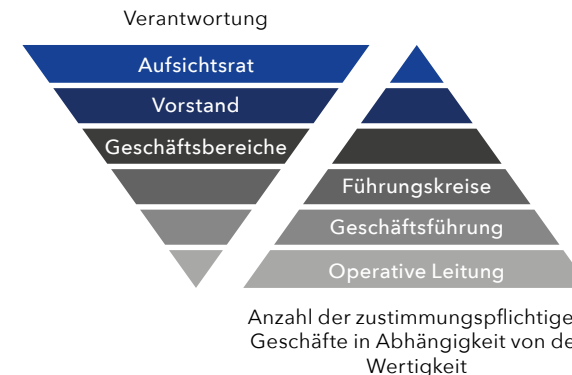 Verantwortung
Aufsichtsrat
Vorstand
Geschäftsbereiche
Führungskreise
Geschäftsführung
Operative Leitung
Anzahl der zustimmungspflichtige
Geschäfte in Abhängigkeit von de
Wertigkeit